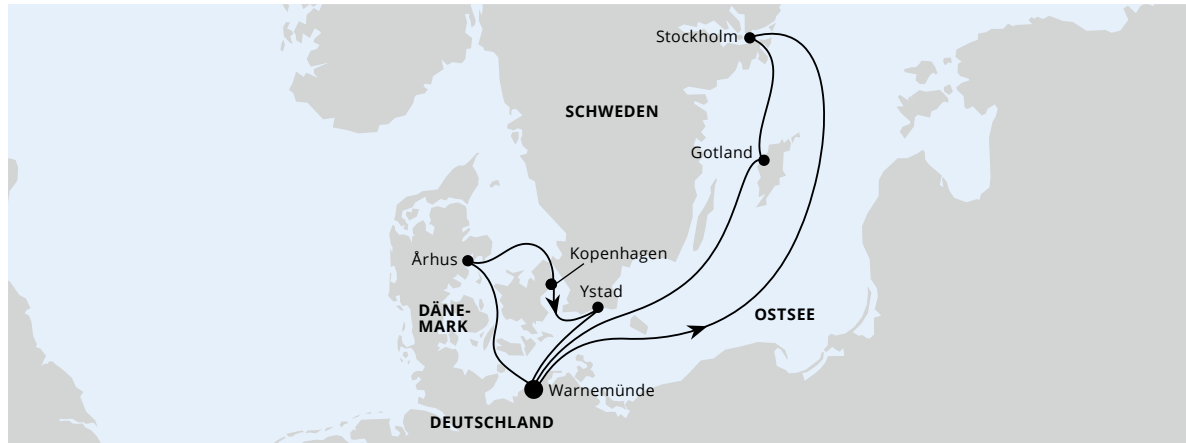 Stockholm
SCHWEDEN
Gotland
Århus
Kopenhagen
Ystad
DÄNE-
MARK
OSTSEE
Warnemünde
DEUTSCHLAND